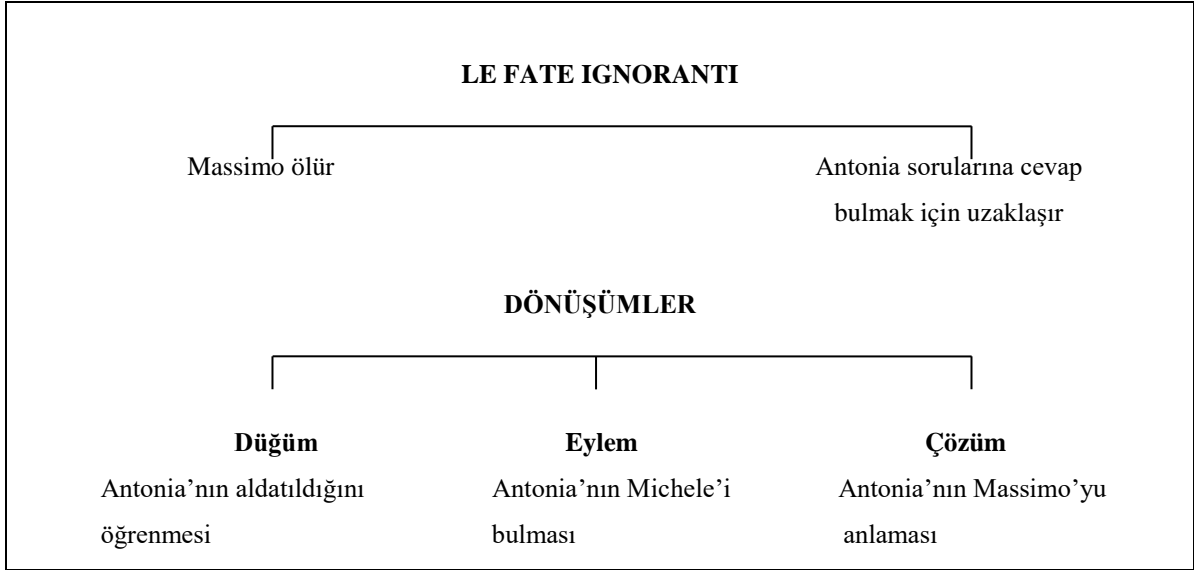 LE FATE IGNORANTI
Massimo ölür
Antonia sorularına cevap
bulmak için uzaklaşır
DÖNÜŞÜMLER
Düğüm
Eylem
Çözüm
Antonia’nın aldatıldığını
öğrenmesi
Antonia’nın Michele’i
bulması
Antonia’nın Massimo’yu
anlaması